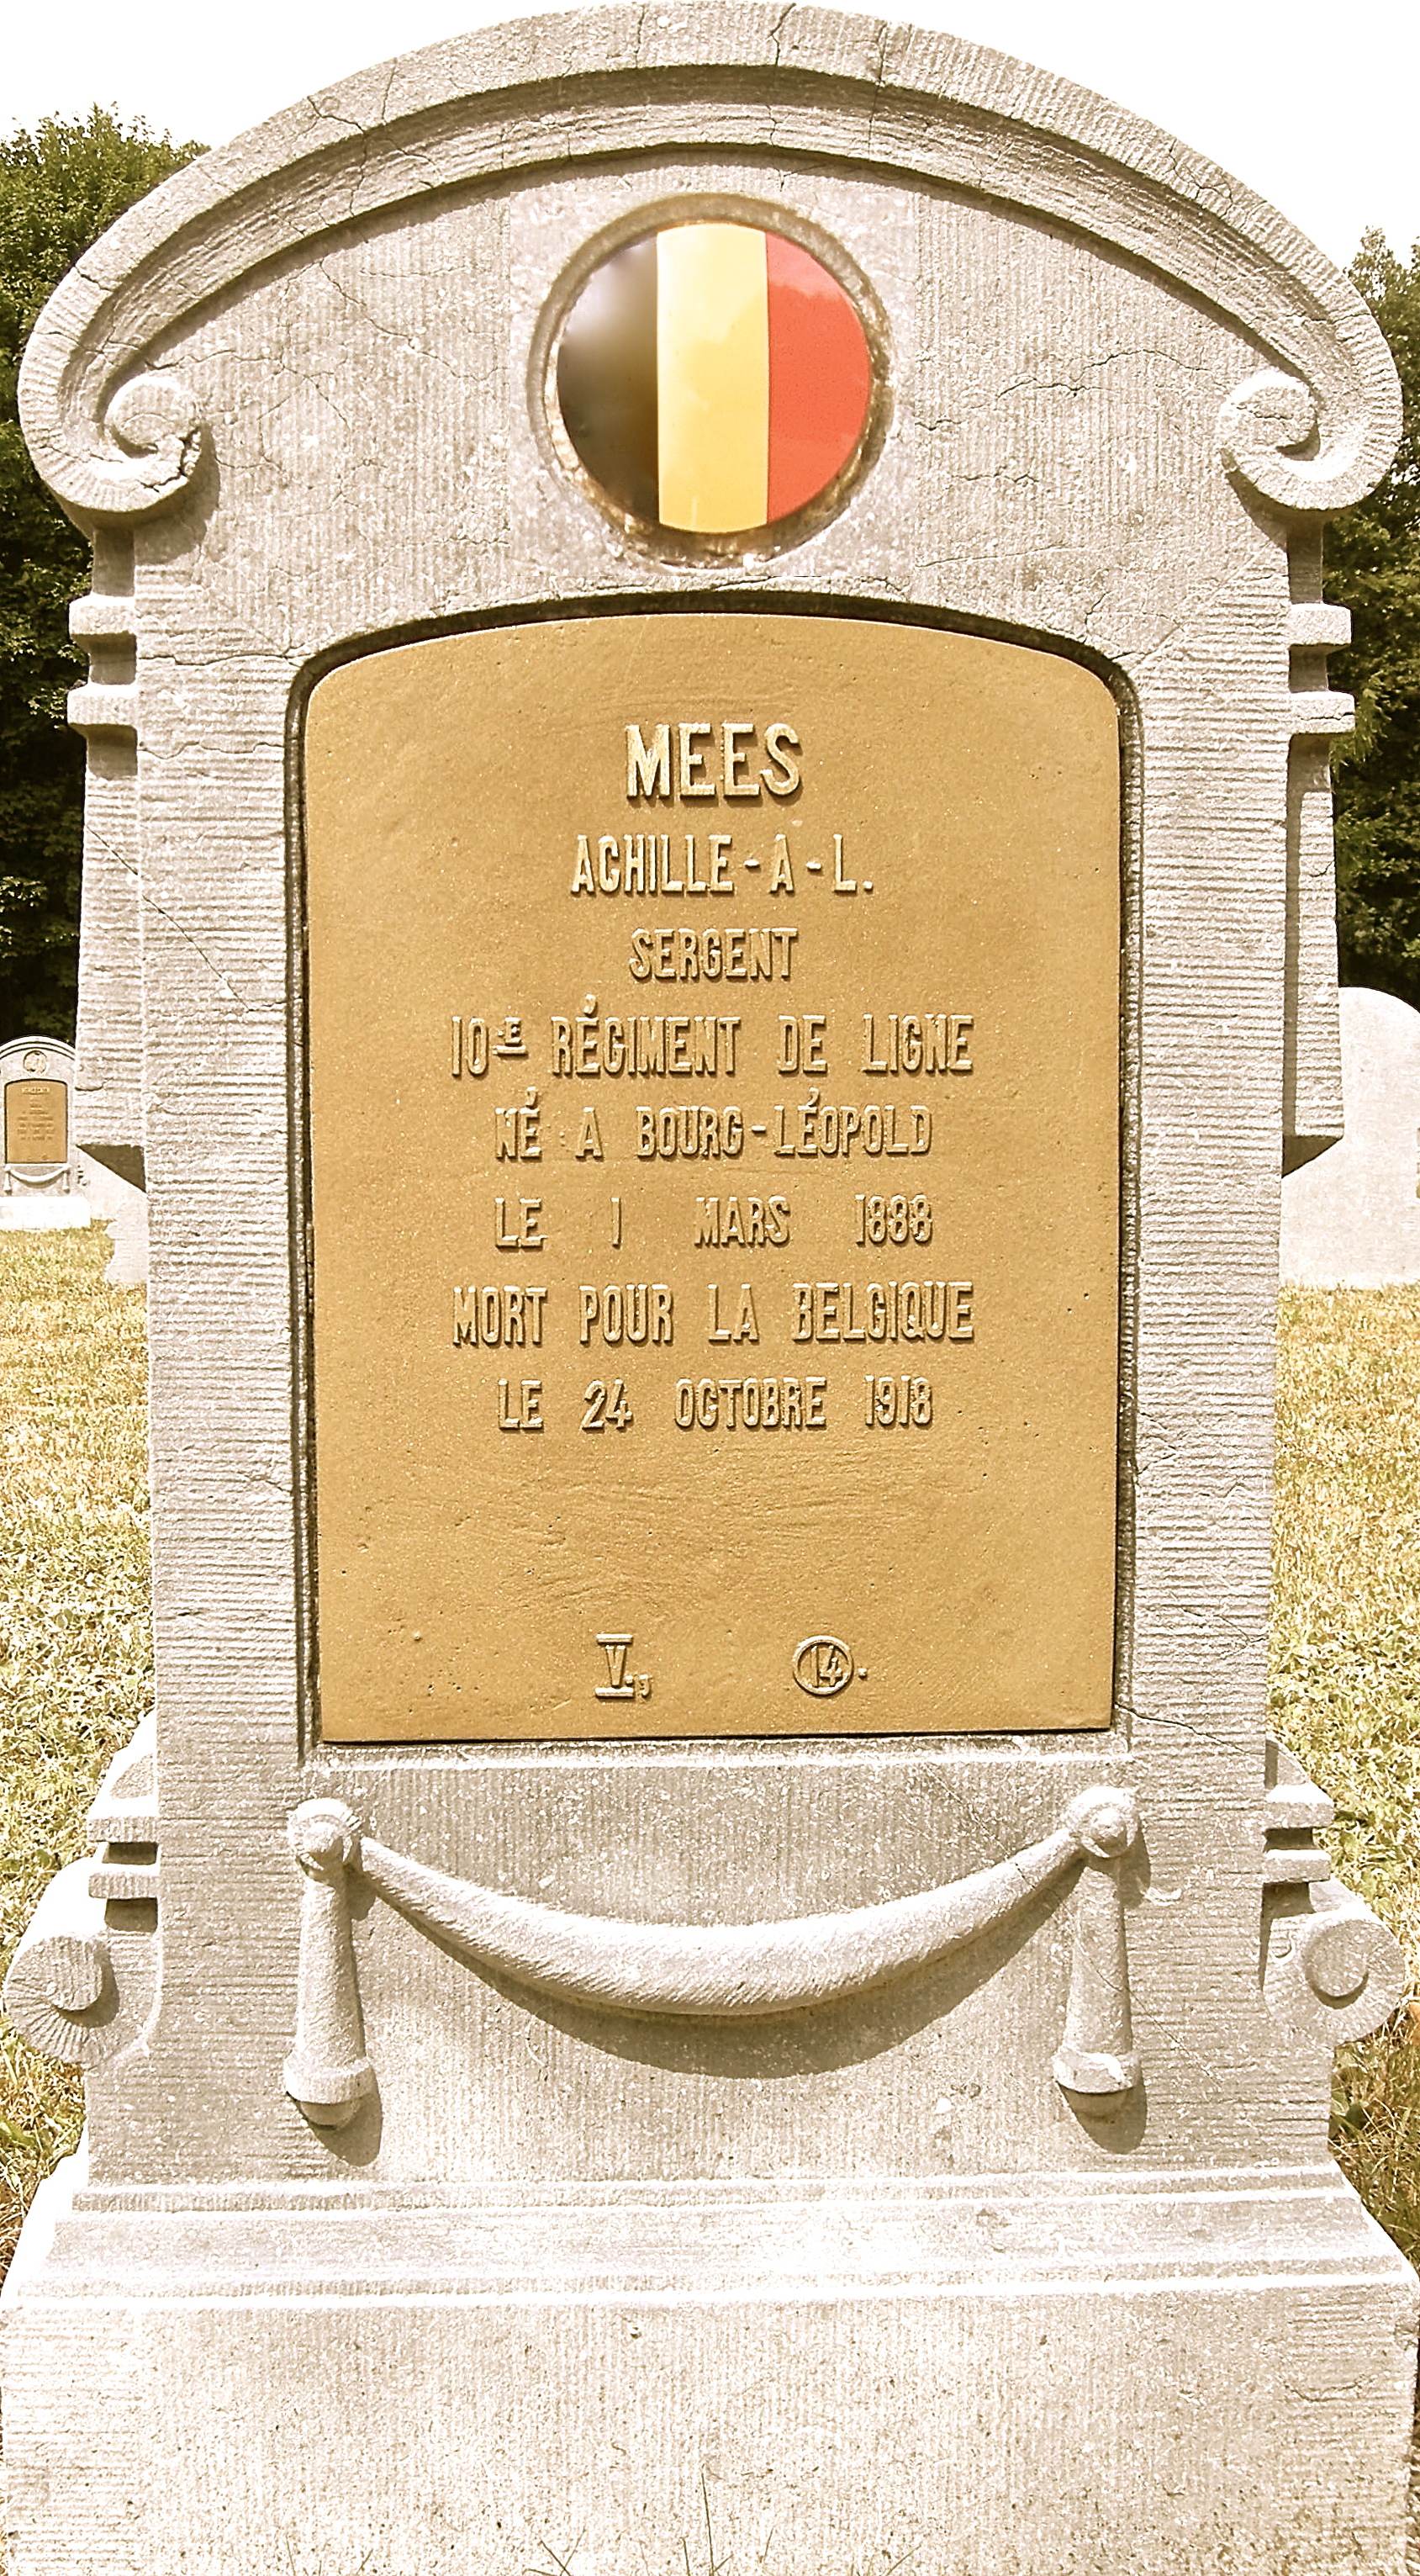 MEES
ACHILLE-A-L.
SERGENT
10E RÉGIMENT DE LIGNE
NÉ A BOURG-LÉOPOLD
LE 1 MARS 1888
MORT POUR LA BELGIQUE
LE 24 OCTOBRE 1918
V., 14.